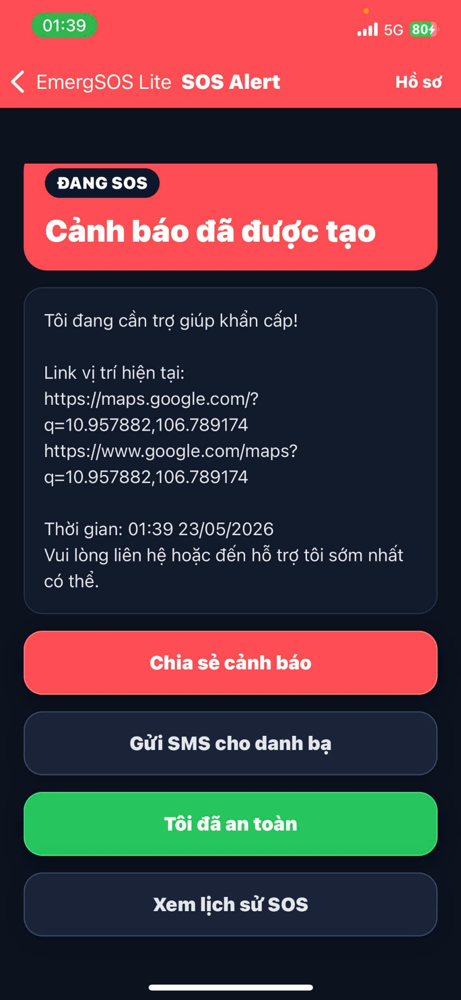 01:39
5G 80
EmergSOS Lite SOS Alert Hồ sơ
ĐANG SOS
Cảnh báo đã được tạo
Tôi đang cần trợ giúp khẩn cấp!
Link vị trí hiện tại:
https://maps.google.com/?
q=10.957882,106.789174
https://www.google.com/maps?
q=10.957882,106.789174
Thời gian: 01:39 23/05/2026
Vui lòng liên hệ hoặc đến hỗ trợ tôi sớm nhất
có thể.
Chia sẻ cảnh báo
Gửi SMS cho danh bạ
Tôi đã an toàn
Xem lịch sử SOS